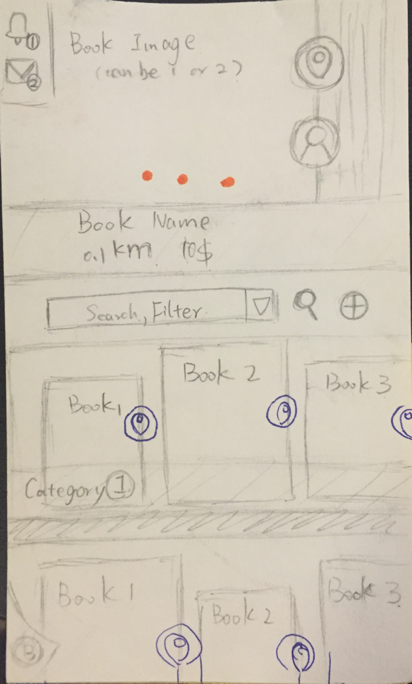 1
2
Book Image
(can be 1 or 2)
Book Name
0.1 km 10$
Search, Filter
Book 1
Book 2
Book 3
Category 1
Book 1
Book 2
Book 3